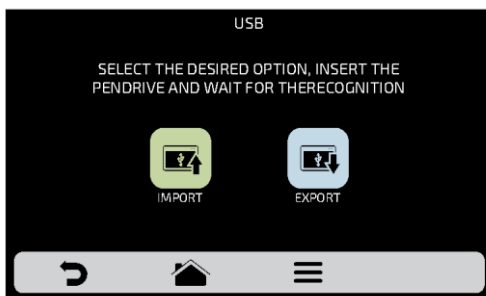 USB
SELECT THE DESIRED OPTION, INSERT THE
PENDRIVE AND WAIT FOR THERECOGNITION
IMPORT
EXPORT